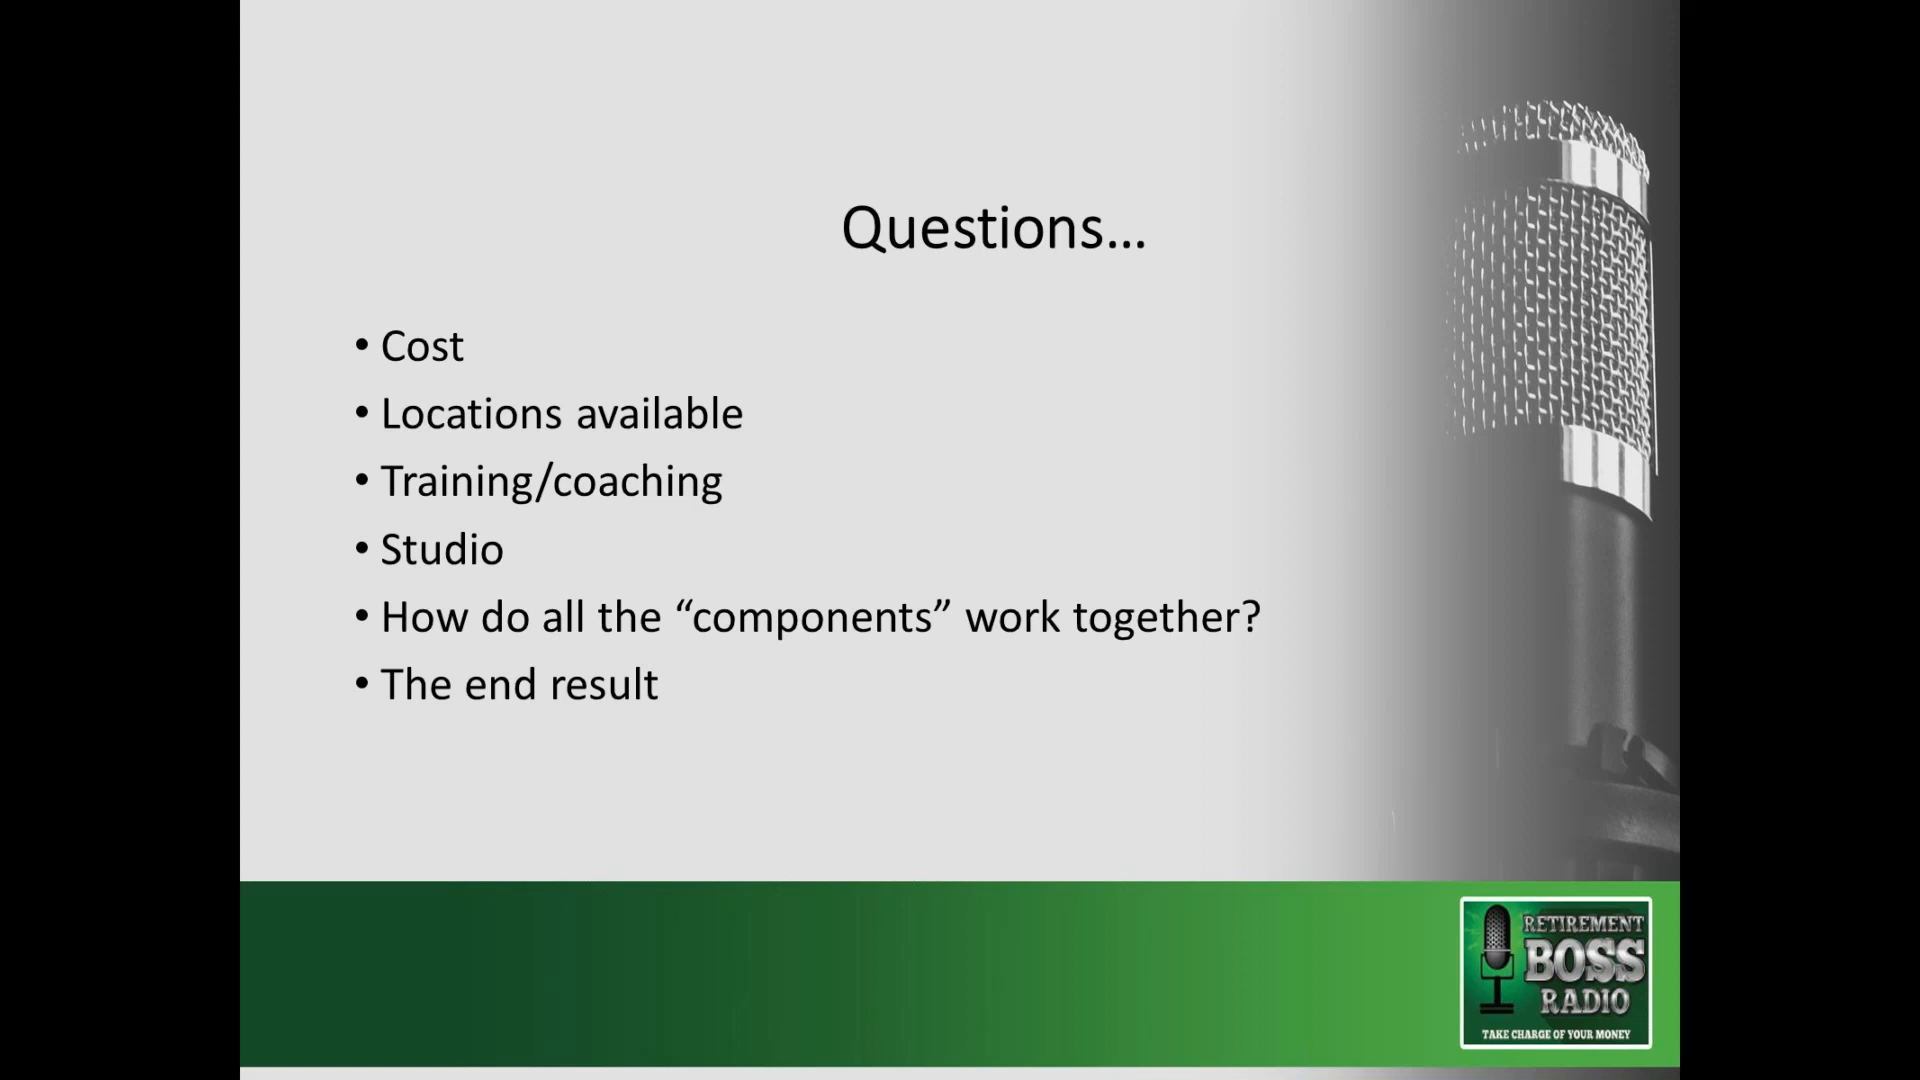 Questions…
• Cost
• Locations available
• Training/coaching
• Studio
• How do all the “components” work together?
• The end result
RETIREMENT
BOSS
RADIO
TAKE CHARGE OF YOUR MONEY